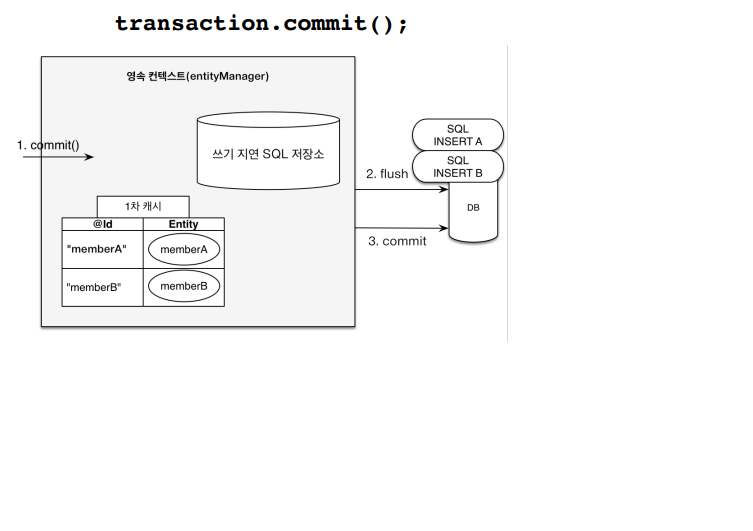 transaction.commit();
영속 컨텍스트(entityManager)
1. commit()
쓰기 지연 SQL 저장소
SQL
INSERT A
SQL
INSERT B
2. flush
DB
3. commit
1차 캐시
@Id Entity
"memberA" memberA
"memberB" memberB